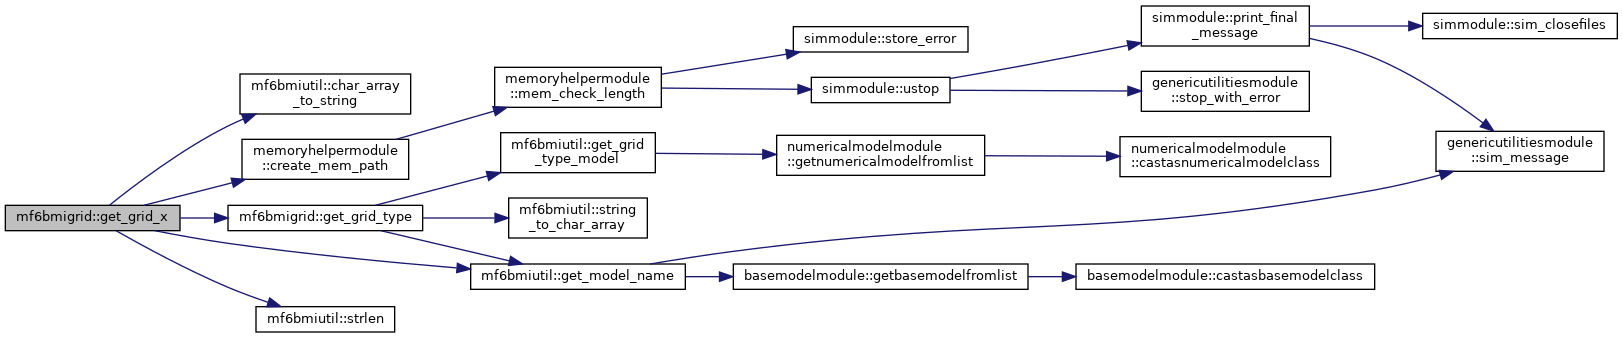 mf6bmigrid::get_grid_x
mf6bmiutil::char_array
_to_string
memoryhelpermodule
::create_mem_path
mf6bmigrid::get_grid_type
mf6bmiutil::strlen
memoryhelpermodule
::mem_check_length
mf6bmiutil::get_grid
_type_model
mf6bmiutil::string
_to_char_array
mf6bmiutil::get_model_name
simmodule::store_error
simmodule::ustop
numericalmodelmodule
::getnumericalmodelfromlist
basemodelmodule::getbasemodelfromlist
simmodule::print_final
_message
genericutilitiesmodule
::stop_with_error
numericalmodelmodule
::castasnumericalmodelclass
basemodelmodule::castasbasemodelclass
simmodule::sim_closefiles
genericutilitiesmodule
::sim_message